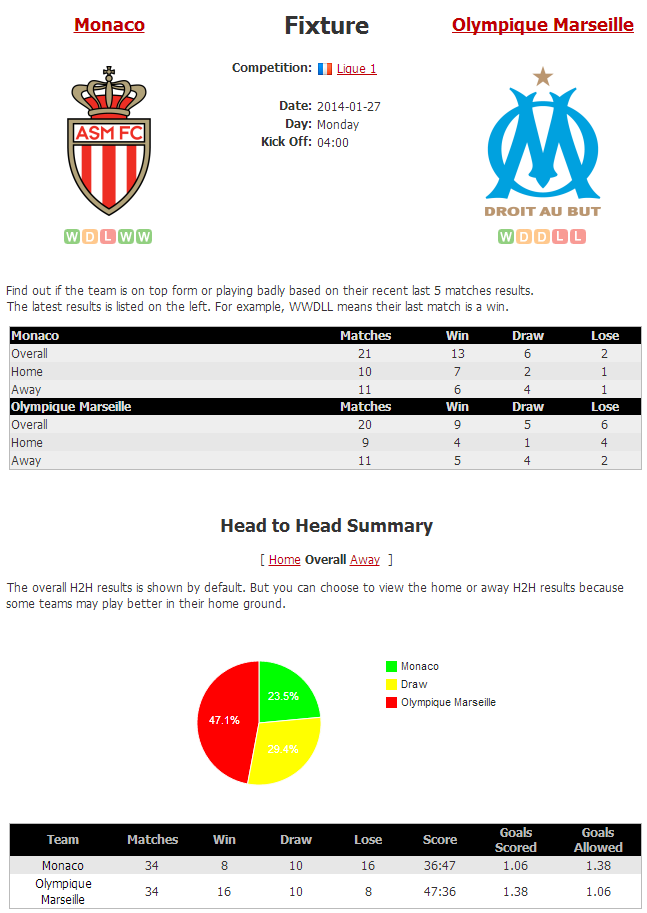 Monaco
Fixture
Olympique Marseille
Competition: Ligue 1
Date: 2014-01-27
Day: Monday
Kick Off: 04:00
ASM FC
DROIT AU BUT
W D L W W
W D D L L
Find out if the team is on top form or playing badly based on their recent last 5 matches results.
The latest results is listed on the left. For example, WWDLL means their last match is a win.
Monaco Matches Win Draw Lose
Overall 21 13 6 2
Home 10 7 2 1
Away 11 6 4 1
Olympique Marseille Matches Win Draw Lose
Overall 20 9 5 6
Home 9 4 1 4
Away 11 5 4 2
Head to Head Summary
[ Home Overall Away ]
The overall H2H results is shown by default. But you can choose to view the home or away H2H results because
some teams may play better in their home ground.
Monaco
Draw
Olympique Marseille
23.5%
47.1%
29.4%
Team Matches Win Draw Lose Score Goals Scored Goals Allowed
Monaco 34 8 10 16 36:47 1.06 1.38
Olympique Marseille 34 16 10 8 47:36 1.38 1.06